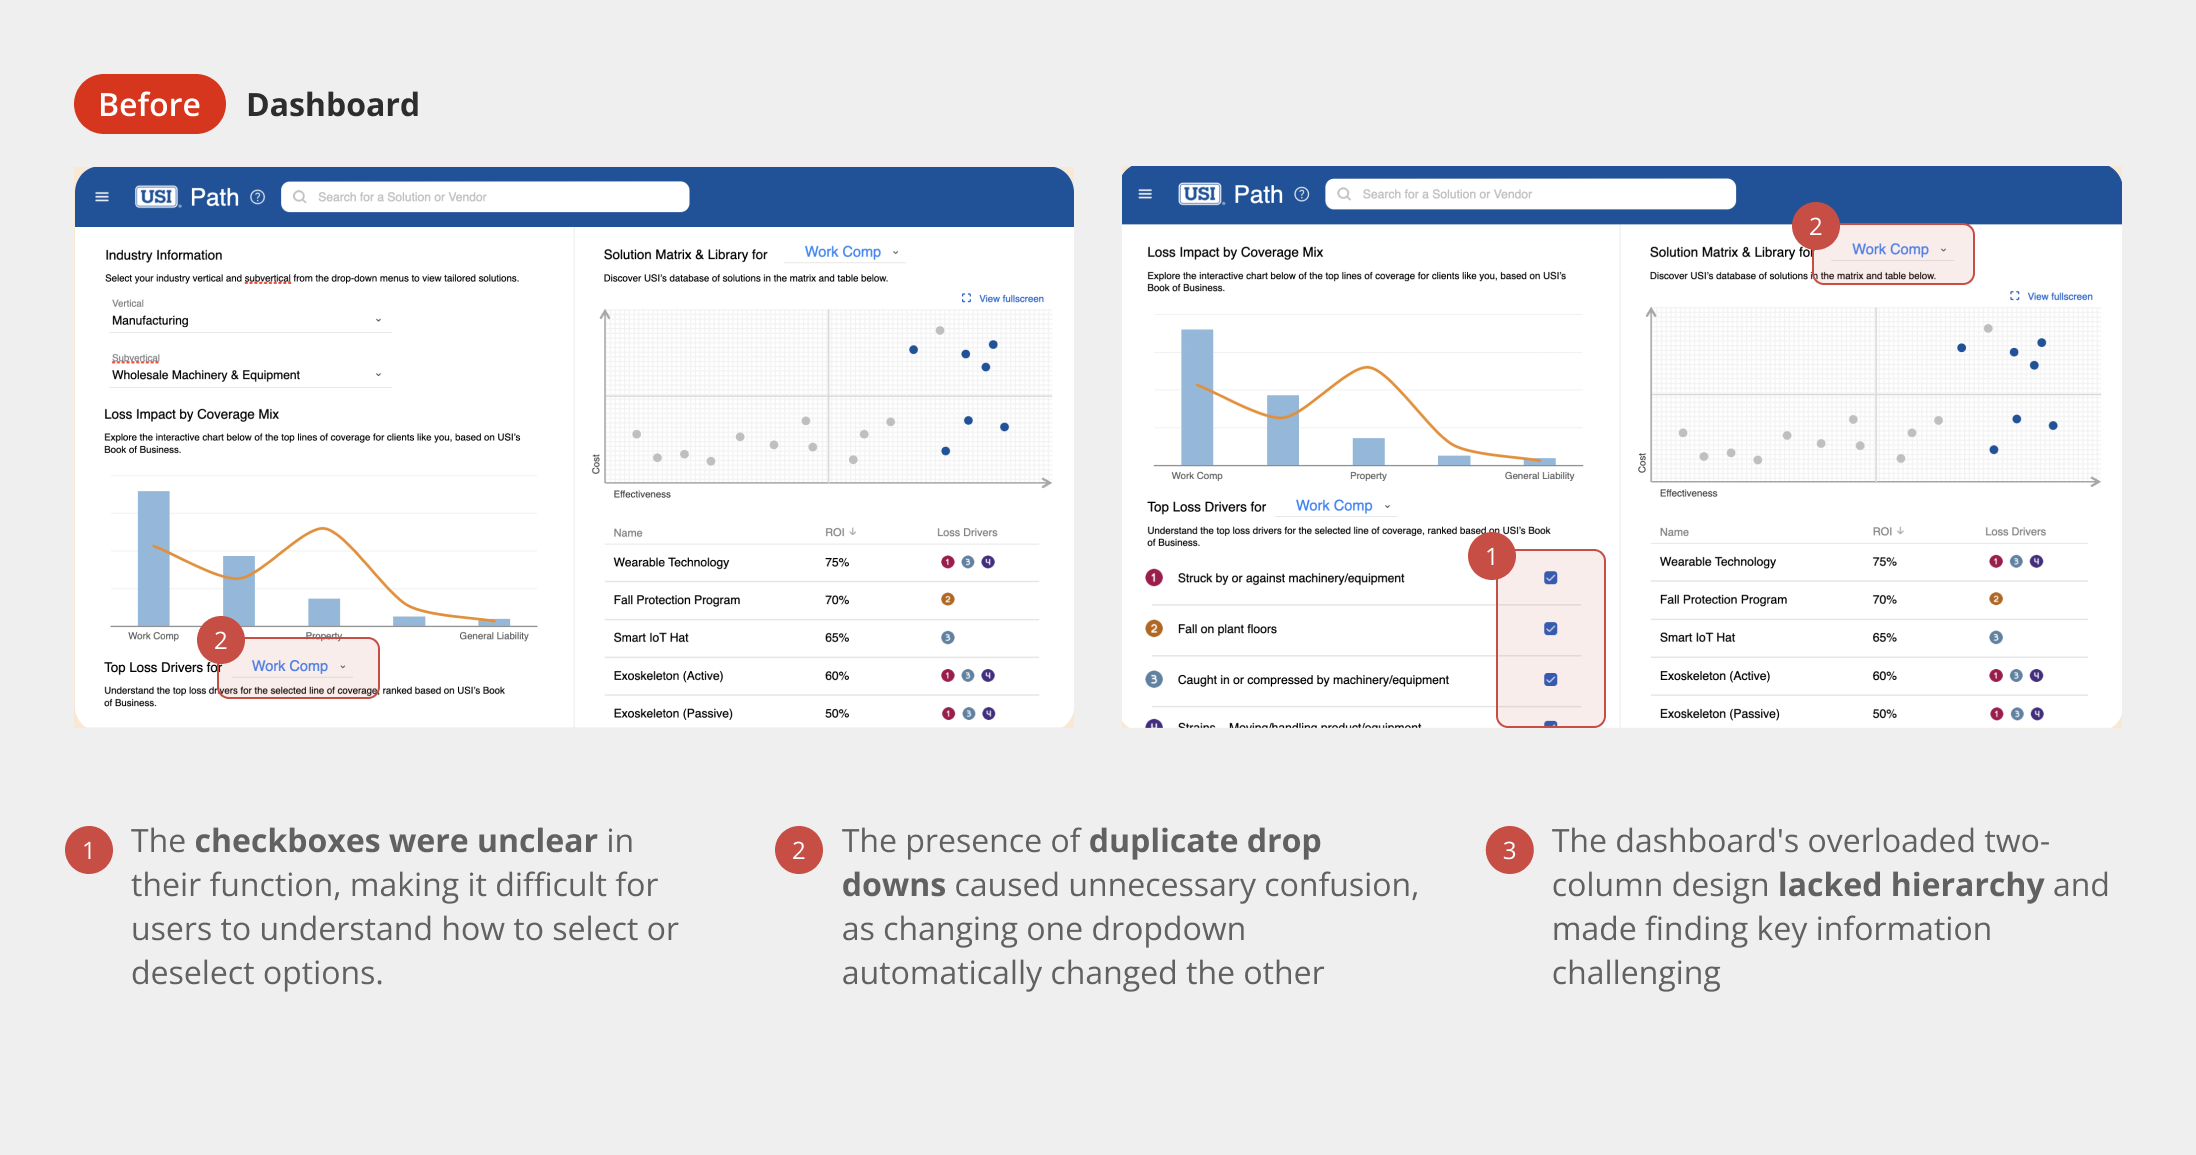 Before Dashboard
USI Path ? Search for a Solution or Vendor
Industry Information
Select your industry vertical and subvertical from the drop-down menus to view tailored solutions.
Vertical
Manufacturing
Subvertical
Wholesale Machinery & Equipment
Loss Impact by Coverage Mix
Explore the interactive chart below of the top lines of coverage for clients like you, based on USI's
Book of Business.
Work Comp Property General Liability
2
Top Loss Drivers for Work Comp
Understand the top loss drivers for the selected line of coverage, ranked based on USI's Book
of Business.
Solution Matrix & Library for Work Comp
Discover USI's database of solutions in the matrix and table below.
View fullscreen
Cost
Effectiveness
Name ROI Loss Drivers
Wearable Technology 75% 1 3 4
Fall Protection Program 70% 2
Smart IoT Hat 65% 3
Exoskeleton (Active) 60% 1 3 4
Exoskeleton (Passive) 50% 1 3 4
USI Path ? Search for a Solution or Vendor
Loss Impact by Coverage Mix
Explore the interactive chart below of the top lines of coverage for clients like you, based on USI's
Book of Business.
Work Comp Property General Liability
Top Loss Drivers for Work Comp
Understand the top loss drivers for the selected line of coverage, ranked based on USI's Book
of Business.
1
1 Struck by or against machinery/equipment
2 Fall on plant floors
3 Caught in or compressed by machinery/equipment
4 Strains - Moving/handling product/equipment
2
Solution Matrix & Library for Work Comp
Discover USI's database of solutions in the matrix and table below.
View fullscreen
Cost
Effectiveness
Name ROI Loss Drivers
Wearable Technology 75% 1 3 4
Fall Protection Program 70% 2
Smart IoT Hat 65% 3
Exoskeleton (Active) 60% 1 3 4
Exoskeleton (Passive) 50% 1 3 4
1 The checkboxes were unclear in
their function, making it difficult for
users to understand how to select or
deselect options.
2 The presence of duplicate drop
downs caused unnecessary confusion,
as changing one dropdown
automatically changed the other
3 The dashboard's overloaded two-
column design lacked hierarchy and
made finding key information
challenging